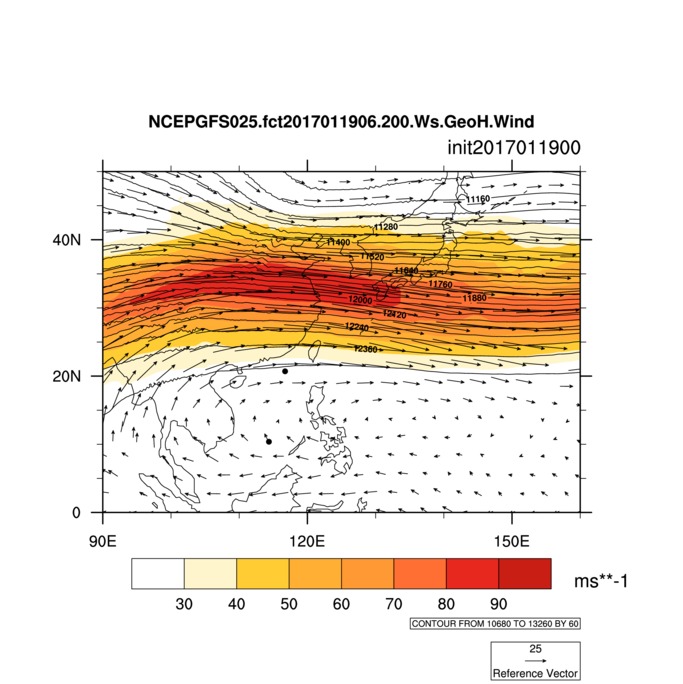 NCEPGFS025.fct2017011906.200.Ws.GeoH.Wind
init2017011900
11160
11280
40N
11400
11520
11640
11760
11880
12000
12120
12240
12360
20N
0
90E 120E 150E
ms**-1
30 40 50 60 70 80 90
CONTOUR FROM 10680 TO 13260 BY 60
25
Reference Vector